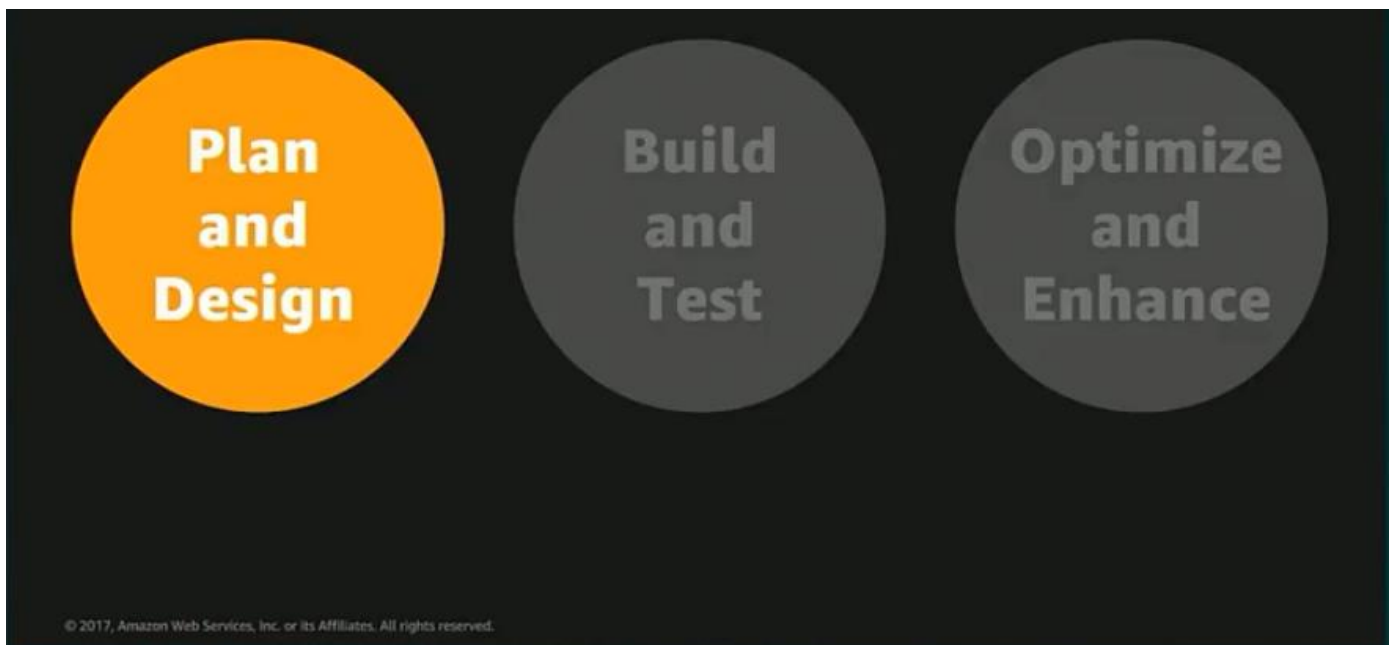 Plan
and
Design
Build
and
Test
Optimize
and
Enhance
© 2017, Amazon Web Services, Inc. or its Affiliates. All rights reserved.